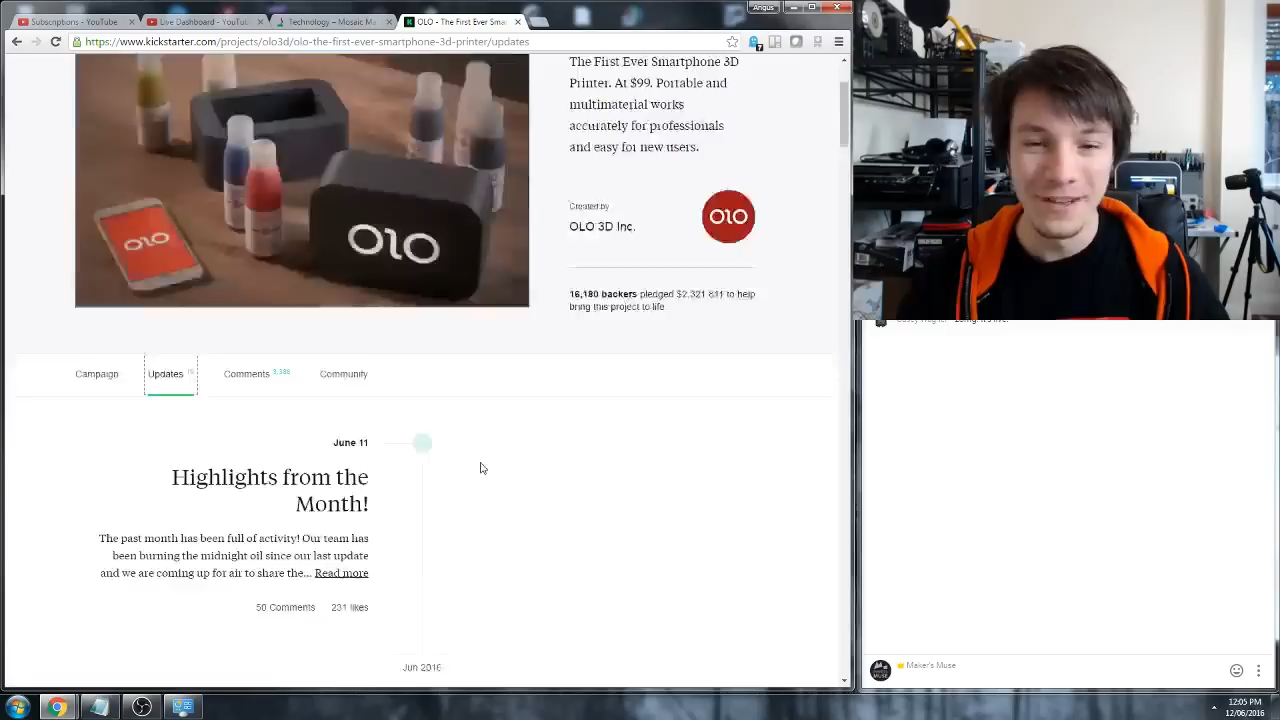 Angus
Subscriptions - YouTube
Live Dashboard - YouTu
Technology – Mosaic Ma
OLO - The First Ever Sma
https://www.kickstarter.com/projects/olo3d/olo-the-first-ever-smartphone-3d-printer/updates
7
The First Ever Smartphone 3D
Printer. At $99. Portable and
multimaterial works
accurately for professionals
and easy for new users.
Created by
OLO 3D Inc.
OLO
OLO
OLO
16,180 backers pledged $2,321,811 to help
bring this project to life
Campaign
Updates
Comments 3,386
Community
June 11
Highlights from the
Month!
The past month has been full of activity! Our team has
been burning the midnight oil since our last update
and we are coming up for air to share the... Read more
50 Comments 231 likes
Jun 2016
Maker's Muse
12:05 PM
12/06/2016